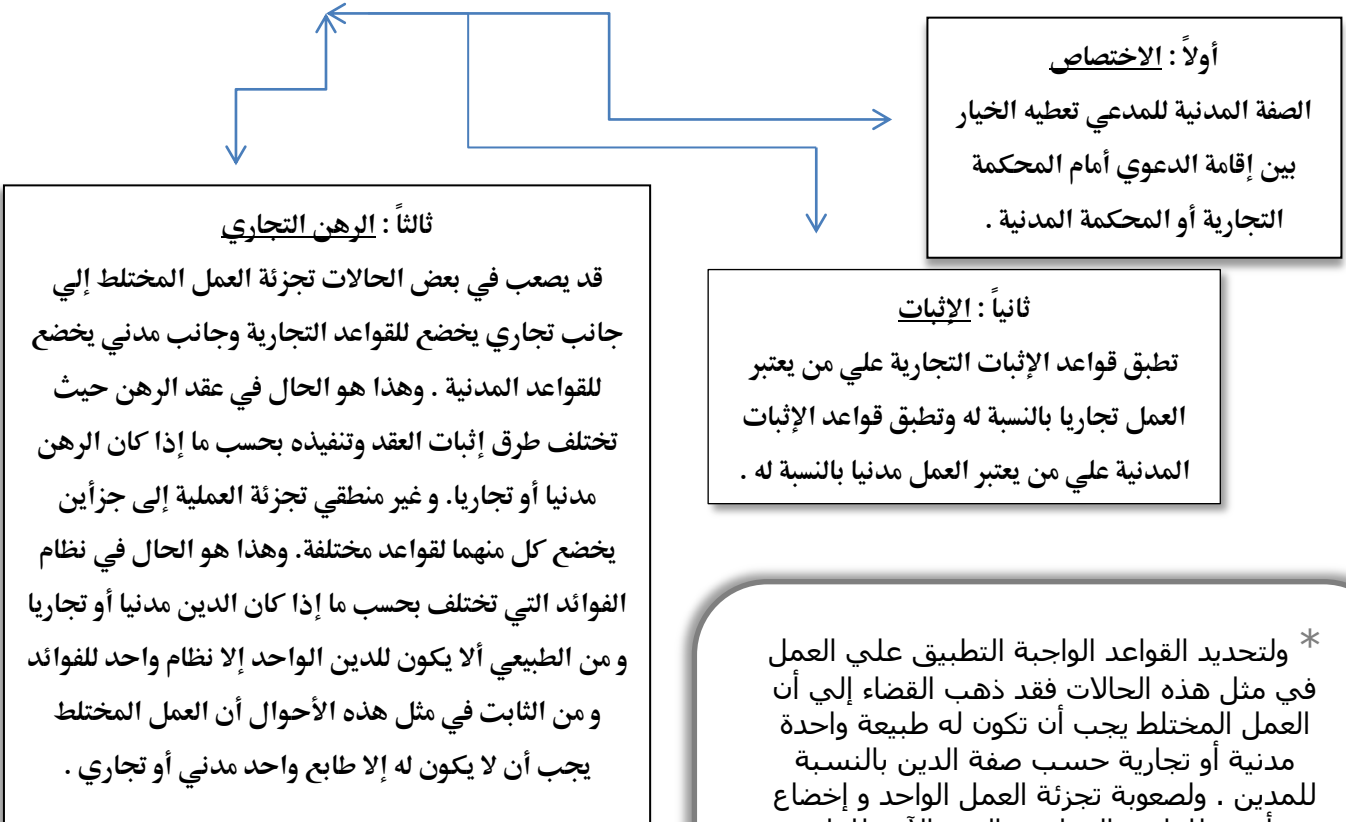 أولاً : الاختصاص
الصفة المدنية للمدعي تعطيه الخيار
بين إقامة الدعوي أمام المحكمة
التجارية أو المحكمة المدنية .
ثانياً : الإثبات
تطبق قواعد الإثبات التجارية علي من يعتبر
العمل تجاريا بالنسبة له وتطبق قواعد الإثبات
المدنية علي من يعتبر العمل مدنيا بالنسبة له .
ثالثاً : الرهن التجاري
قد يصعب في بعض الحالات تجزئة العمل المختلط إلي
جانب تجاري يخضع للقواعد التجارية وجانب مدني يخضع
للقواعد المدنية . وهذا هو الحال في عقد الرهن حيث
تختلف طرق إثبات العقد وتنفيذه بحسب ما إذا كان الرهن
مدنيا أو تجاريا. و غير منطقي تجزئة العملية إلى جزأين
يخضع كل منهما لقواعد مختلفة. وهذا هو الحال في نظام
الفوائد التي تختلف بحسب ما إذا كان الدين مدنيا أو تجاريا
و من الطبيعي ألا يكون للدين الواحد إلا نظام واحد للفوائد
و من الثابت في مثل هذه الأحوال أن العمل المختلط
يجب أن لا يكون له إلا طابع واحد مدني أو تجاري .
* ولتحديد القواعد الواجبة التطبيق علي العمل
في مثل هذه الحالات فقد ذهب القضاء إلي أن
العمل المختلط يجب أن تكون له طبيعة واحدة
مدنية أو تجارية حسب صفة الدين بالنسبة
للمدين . ولصعوبة تجزئة العمل الواحد و إخضاع